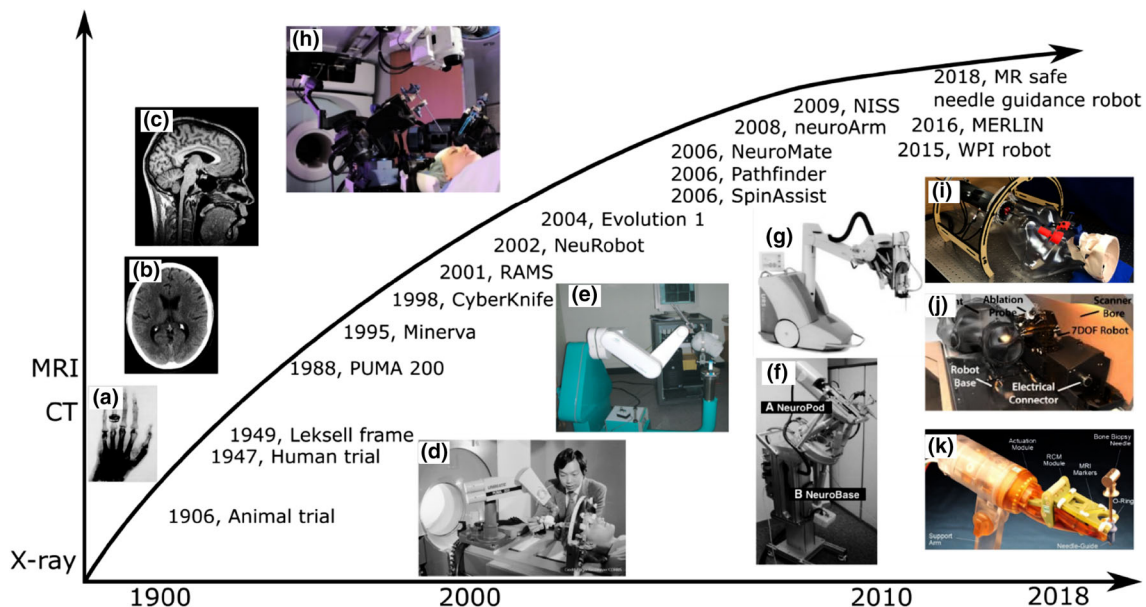 (h)
2018, MR safe
needle guidance robot
2009, NISS
(c)
2008, neuroArm
2016, MERLIN
2006, NeuroMate
2015, WPI robot
2006, Pathfinder
2006, SpinAssist
(i)
2004, Evolution 1
(g)
2002, NeuRobot
(b)
2001, RAMS
1998, CyberKnife
(e)
(j)
Ablation
Probe
Scanner
Bore
7DOF Robot
1995, Minerva
Robot
Base
Electrical
Connector
MRI
1988, PUMA 200
(f)
(a)
A NeuroPod
CT
1949, Leksell frame
(k)
Actuation
Module
RCM
Module
MRI
Markers
Bone Biopsy
Needle
1947, Human trial
(d)
B NeuroBase
O-Ring
1906, Animal trial
Support
Arm
Needle-Guide
X-ray
1900
2000
2010
2018